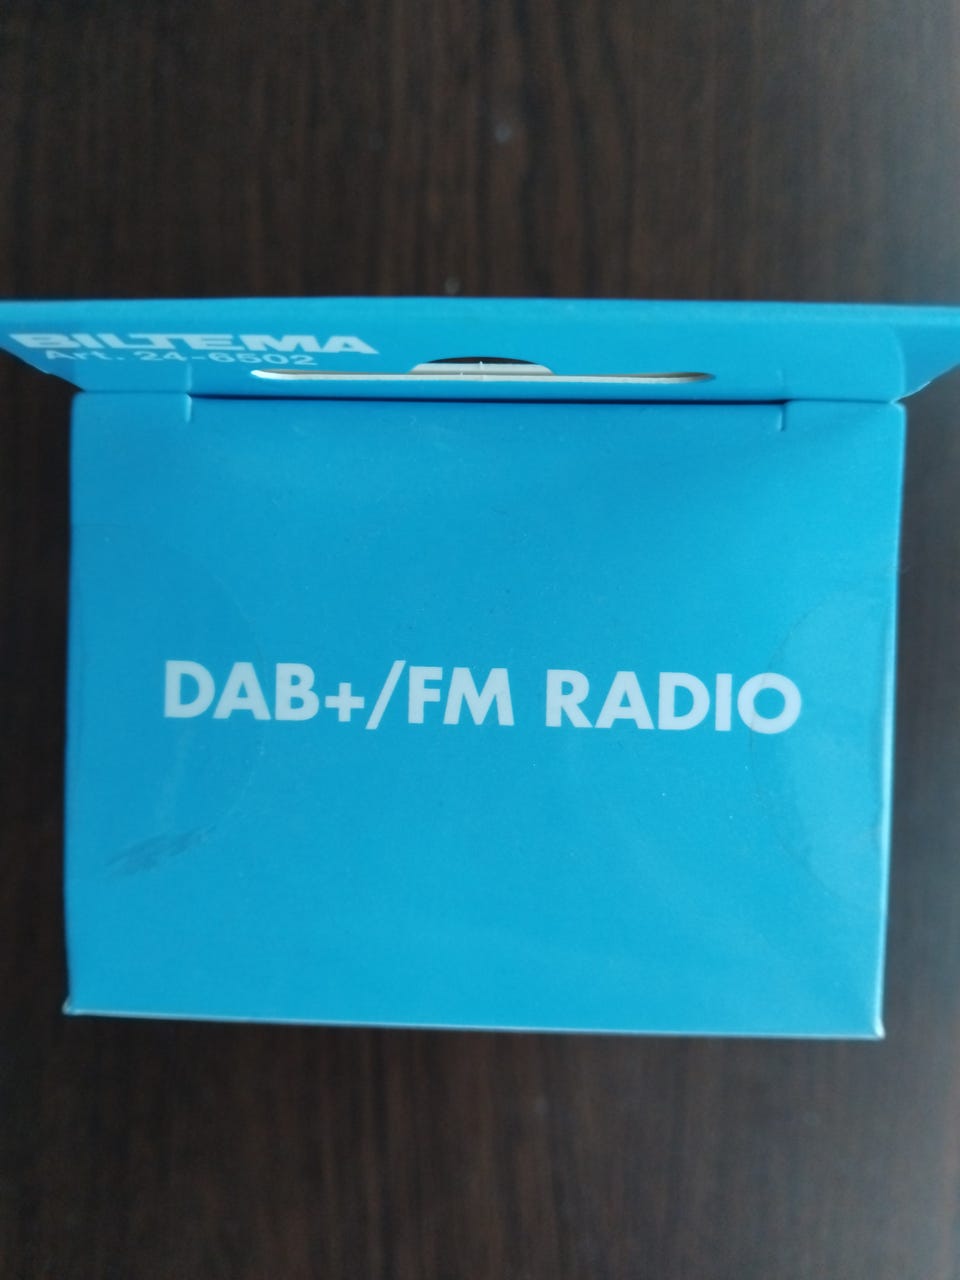 BILTEMA
Art. 24-6502
DAB+/FM RADIO